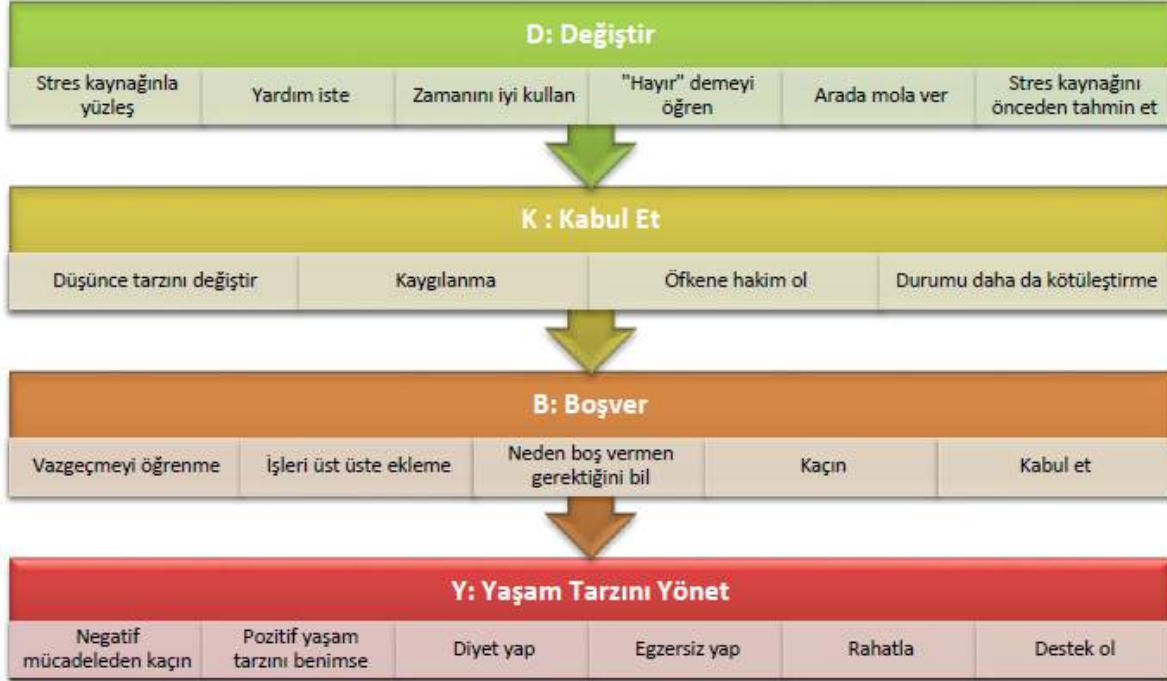 D: Değiştir
Stres kaynağınla
yüzleş
Yardım iste
Zamanını iyi kullan
"Hayır" demeyi
öğren
Arada mola ver
Stres kaynağını
önceden tahmin et
K : Kabul Et
Düşünce tarzını değiştir
Kaygılanma
Öfkene hakim ol
Durumu daha da kötüleştirme
B: Boşver
Vazgeçmeyi öğrenme
İşleri üst üste ekleme
Neden boş vermen
gerektiğini bil
Kaçın
Kabul et
Y: Yaşam Tarzını Yönet
Negatif
mücadeleden kaçın
Pozitif yaşam
tarzını benimse
Diyet yap
Egzersiz yap
Rahatla
Destek ol